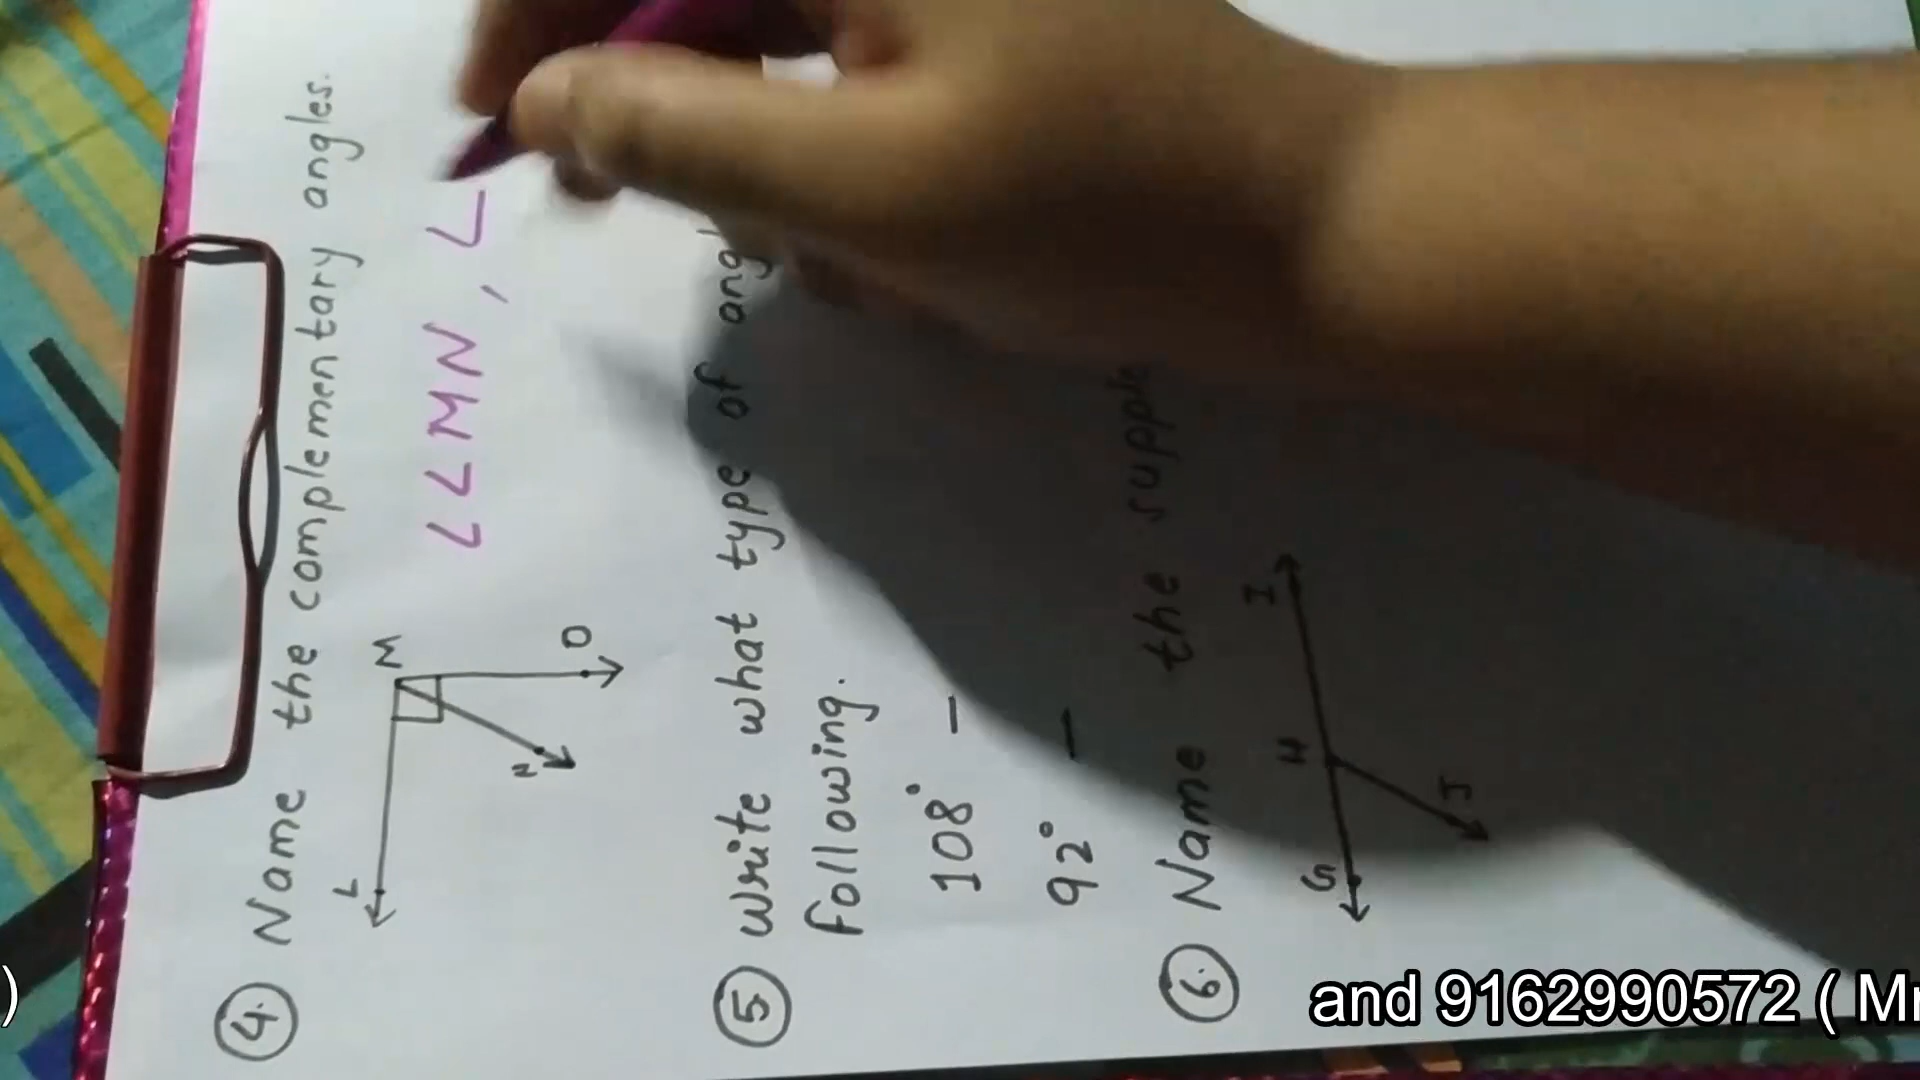 4. Name the complementary angles.
L
M
N
O
∠LMN, ∠
5 Write what type of angl
following.
108° –
92° –
6. Name the supple
G
H
I
J
)
and 9162990572 ( Mr